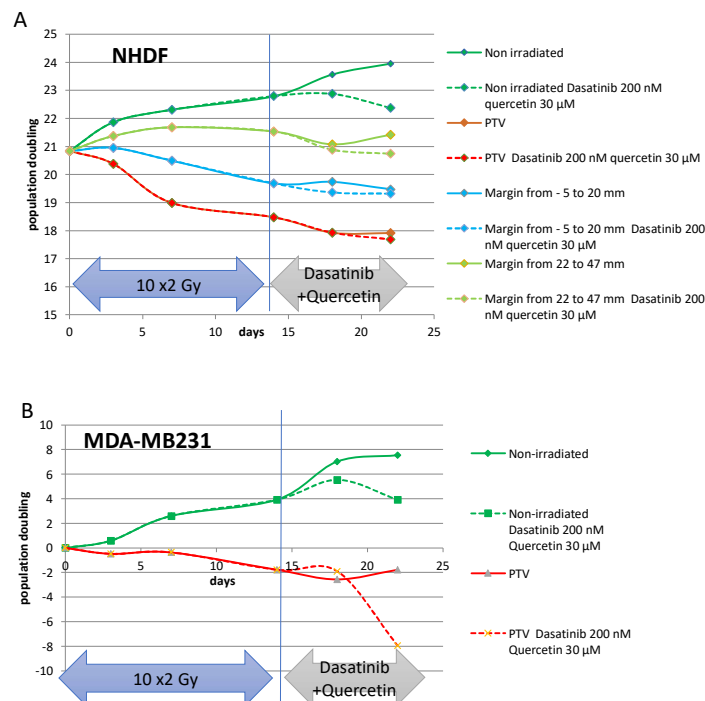 A
NHDF
25
24
23
22
21
20
19
18
17
16
15
population doubling
0
5
10
15
20
25
days
10 x2 Gy
Dasatinib
+Quercetin
Non irradiated
Non irradiated Dasatinib 200 nM
quercetin 30 µM
PTV
PTV Dasatinib 200 nM quercetin 30 µM
Margin from - 5 to 20 mm
Margin from - 5 to 20 mm Dasatinib 200
nM quercetin 30 µM
Margin from 22 to 47 mm
Margin from 22 to 47 mm Dasatinib 200
nM quercetin 30 µM
B
MDA-MB231
10
8
6
4
2
0
-2
-4
-6
-8
-10
population doubling
0
5
10
15
20
25
days
10 x2 Gy
Dasatinib
+Quercetin
Non-irradiated
Non-irradiated
Dasatinib 200 nM
Quercetin 30 µM
PTV
PTV Dasatinib 200 nM
Quercetin 30 µM